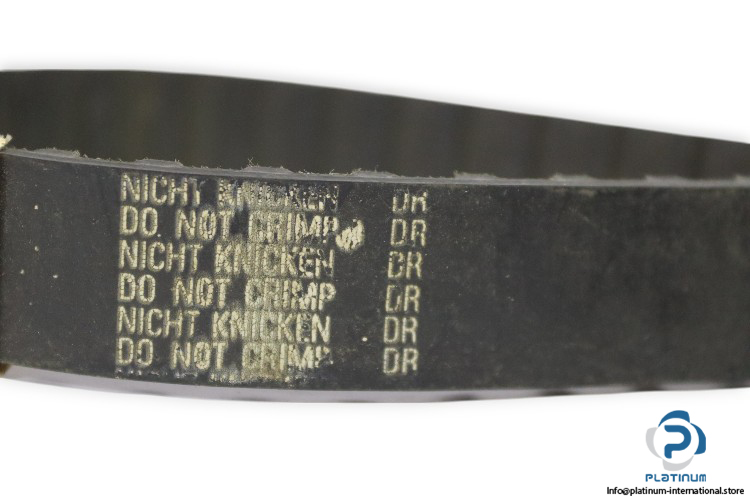 NICHT KNICKEN DR
DO NOT CRIMP DR
NICHT KNICKEN DR
DO NOT CRIMP DR
NICHT KNICKEN DR
DO NOT CRIMP DR
PLATINUM
Info@platinum-international.store